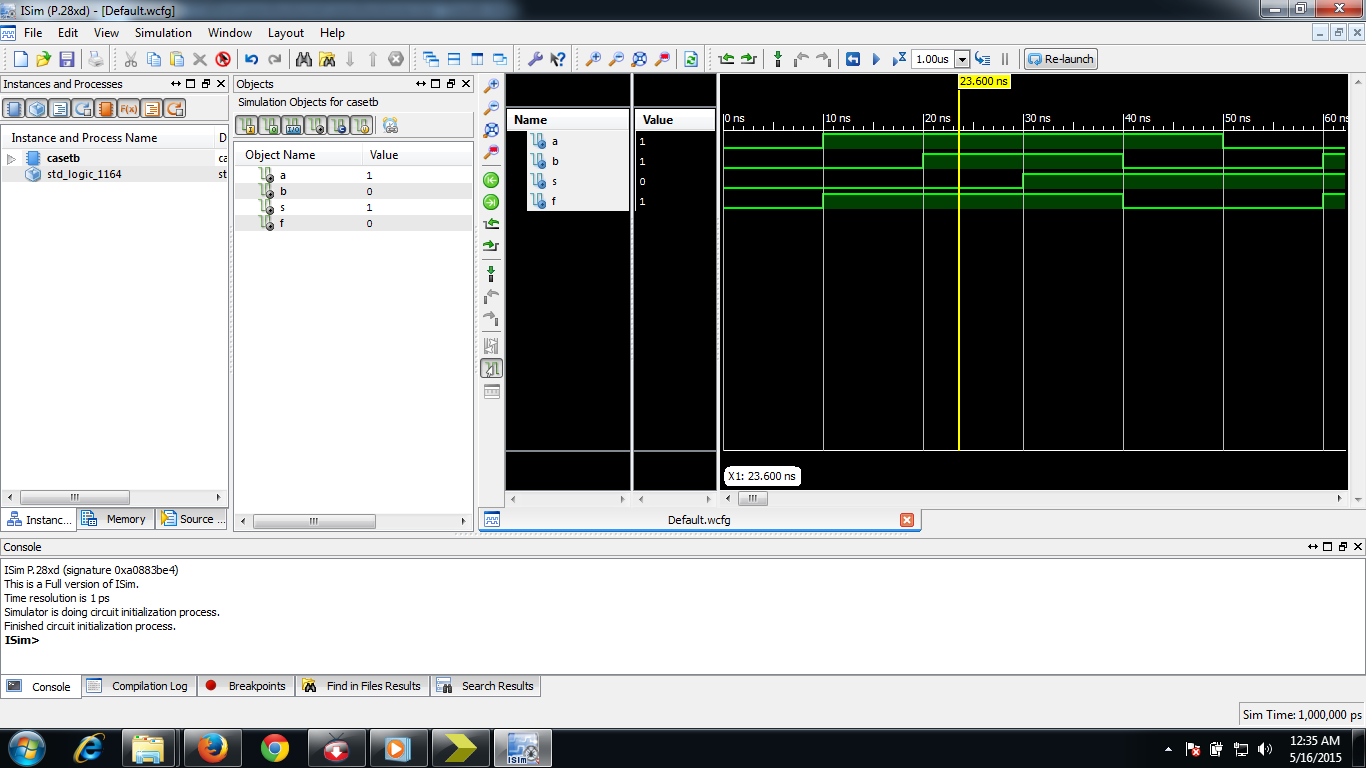 ISim (P.28xd) - [Default.wcfg]
File Edit View Simulation Window Layout Help
1.00us Re-launch
Instances and Processes
Instance and Process Name D
casetb ca
std_logic_1164 st
Instanc... Memory Source ...
Objects
Simulation Objects for casetb
Object Name Value
a 1
b 0
s 1
f 0
23.600 ns
Name Value
0 ns 10 ns 20 ns 30 ns 40 ns 50 ns 60 ns
a 1
b 1
s 0
f 1
X1: 23.600 ns
Default.wcfg
Console
ISim P.28xd (signature 0xa0883be4)
This is a Full version of ISim.
Time resolution is 1 ps
Simulator is doing circuit initialization process.
Finished circuit initialization process.
ISim>
Console Compilation Log Breakpoints Find in Files Results Search Results
Sim Time: 1,000,000 ps
ISim
12:35 AM
5/16/2015